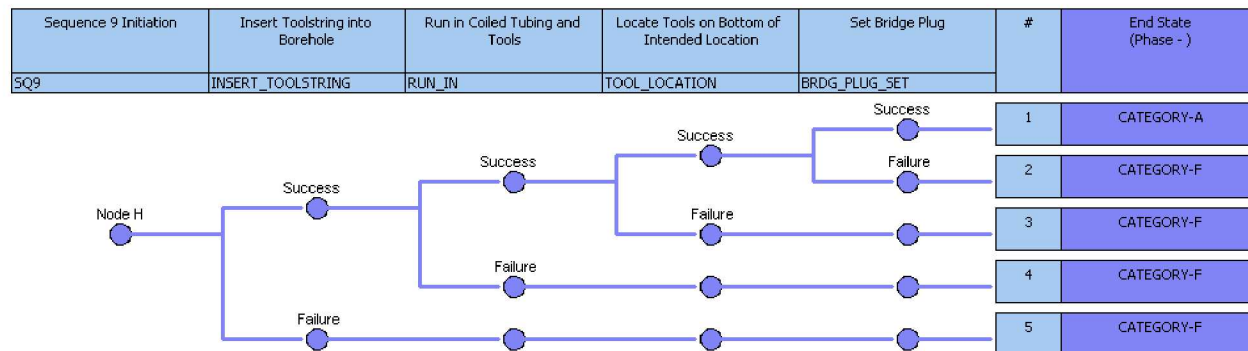 Sequence 9 Initiation
Insert Toolstring into
Borehole
Run in Coiled Tubing and
Tools
Locate Tools on Bottom of
Intended Location
Set Bridge Plug
#
End State
(Phase - )
SQ9
INSERT_TOOLSTRING
RUN_IN
TOOL_LOCATION
BRDG_PLUG_SET
Success
1
CATEGORY-A
Success
Success
Failure
2
CATEGORY-F
Success
Node H
Failure
3
CATEGORY-F
Failure
4
CATEGORY-F
Failure
5
CATEGORY-F